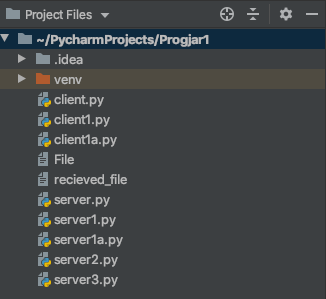 Project Files
~/PycharmProjects/Progjar1
.idea
venv
client.py
client1.py
client1a.py
File
recieved_file
server.py
server1.py
server1a.py
server2.py
server3.py